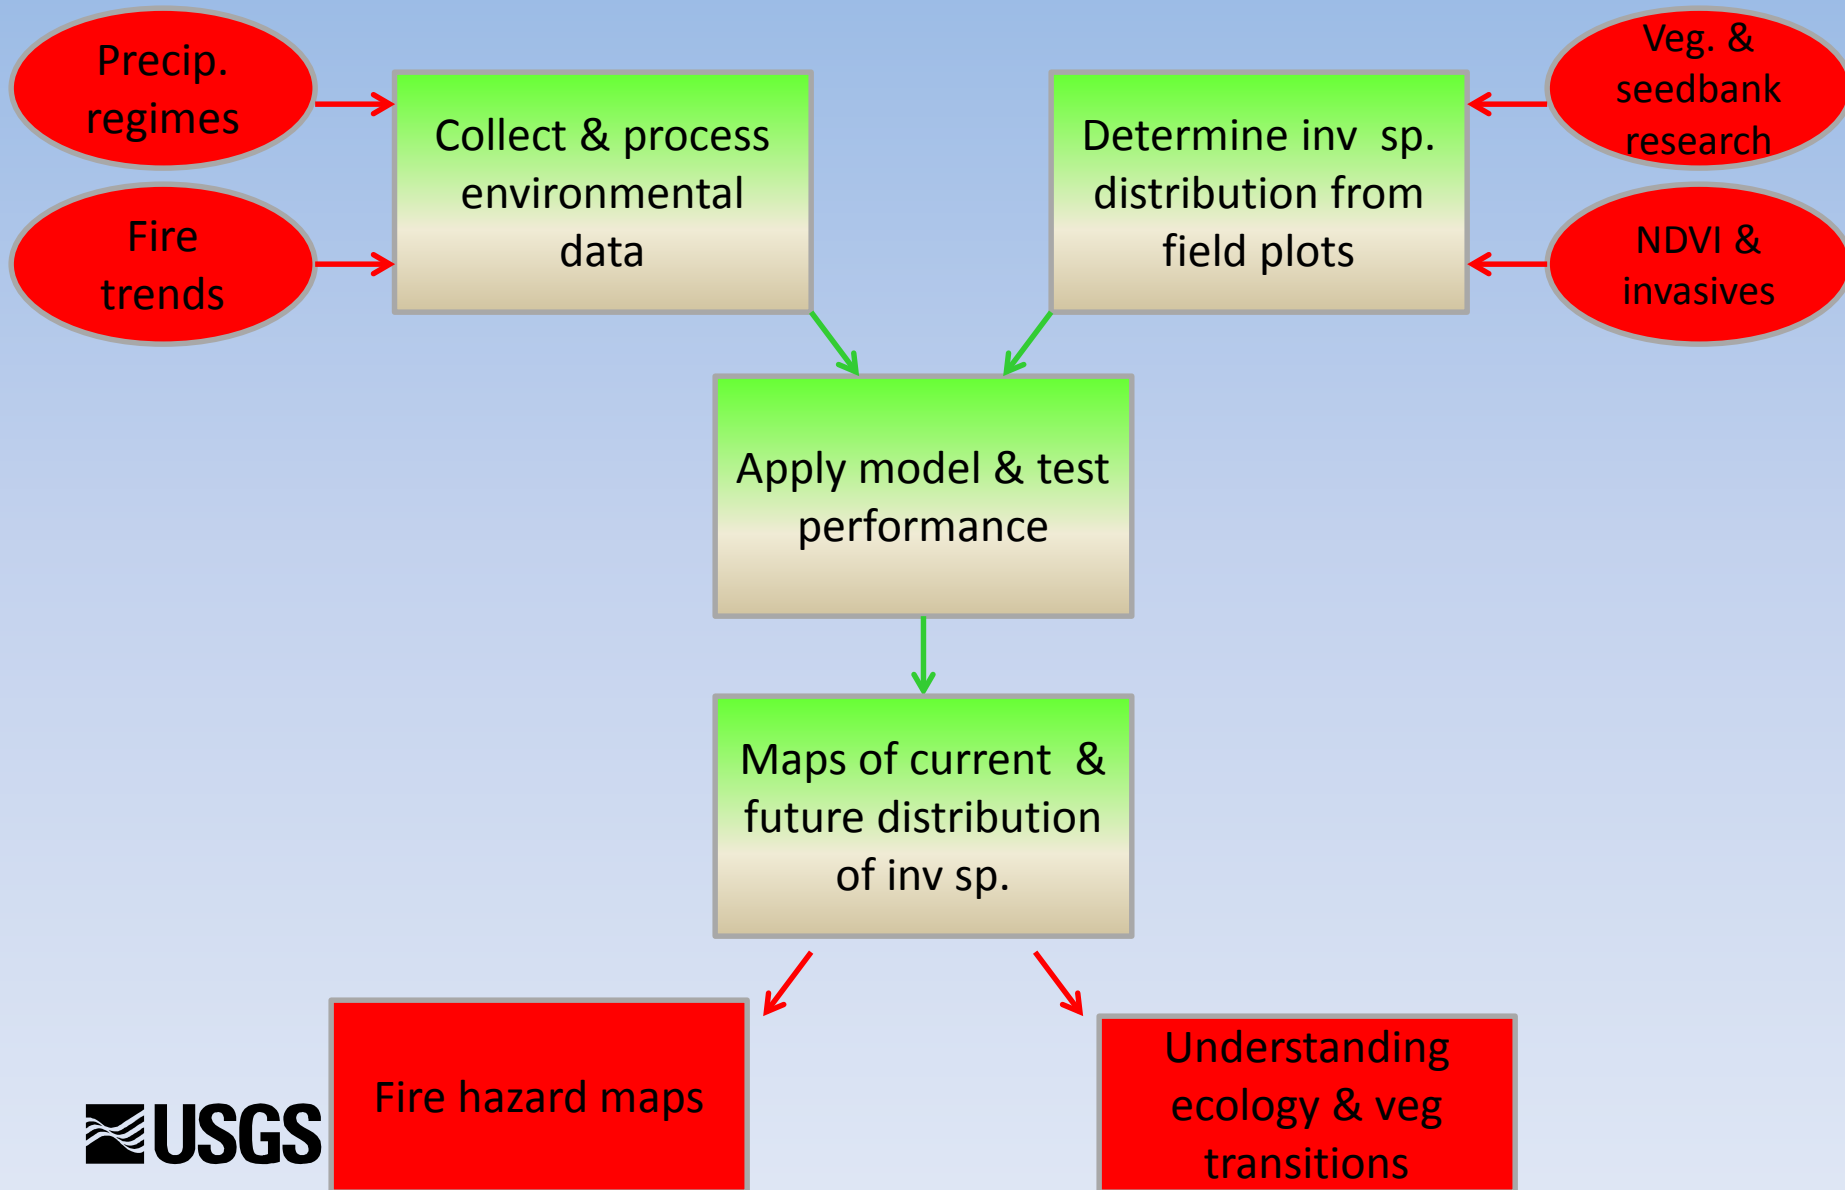 Precip.
regimes
Fire
trends
Collect & process
environmental
data
Determine inv sp.
distribution from
field plots
Veg. &
seedbank
research
NDVI &
invasives
Apply model & test
performance
Maps of current &
future distribution
of inv sp.
Fire hazard maps
Understanding
ecology & veg
transitions
USGS